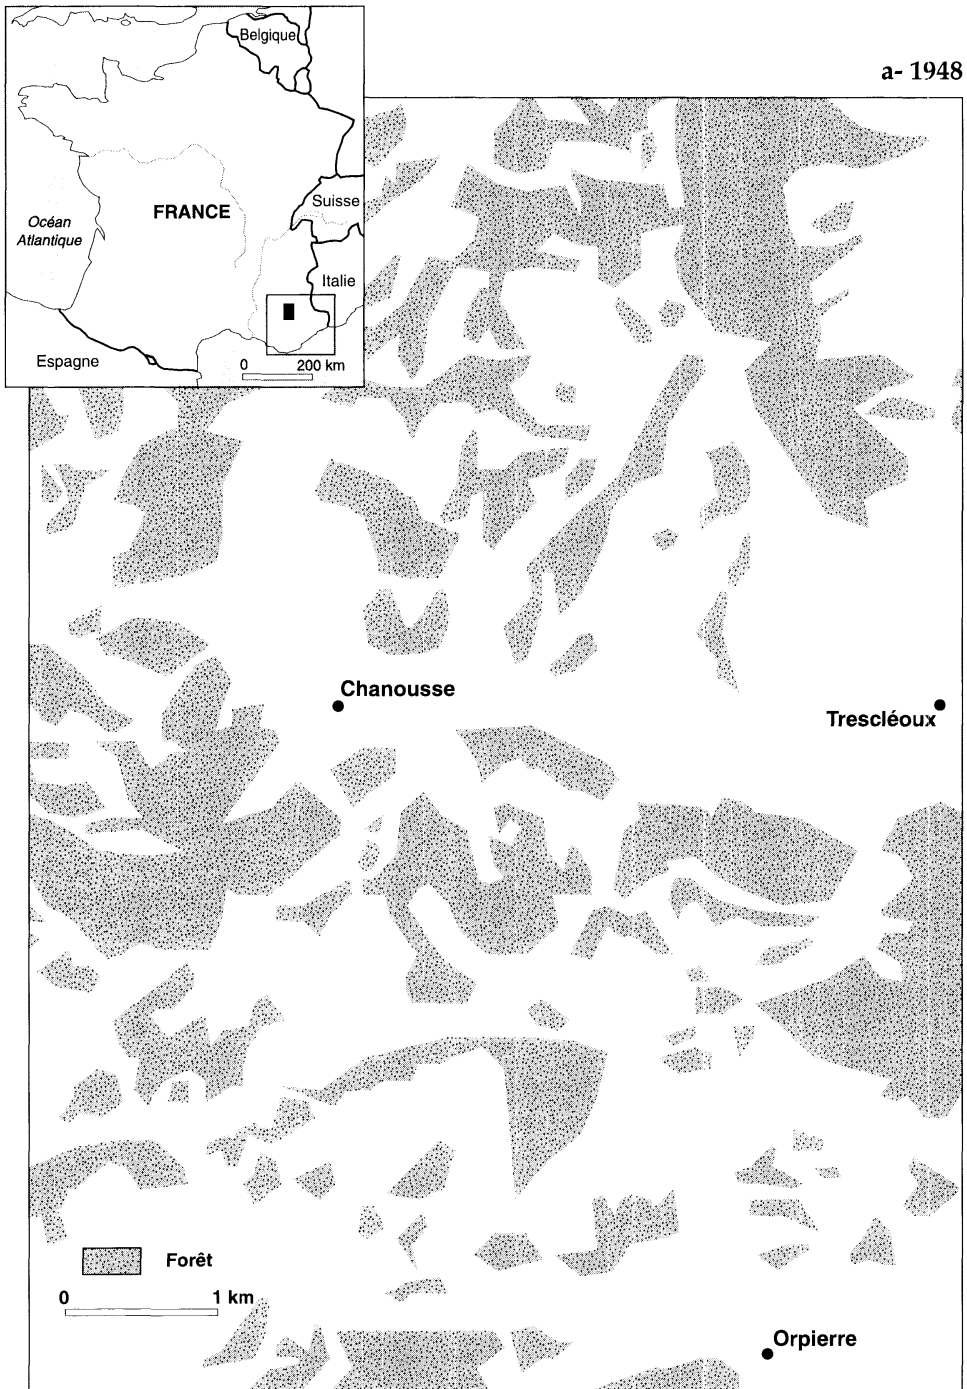 a- 1948
Belgique
Suisse
FRANCE
Océan
Atlantique
Italie
Espagne
0 200 km
Chanousse
Trescléoux
Forêt
0 1 km
Orpierre